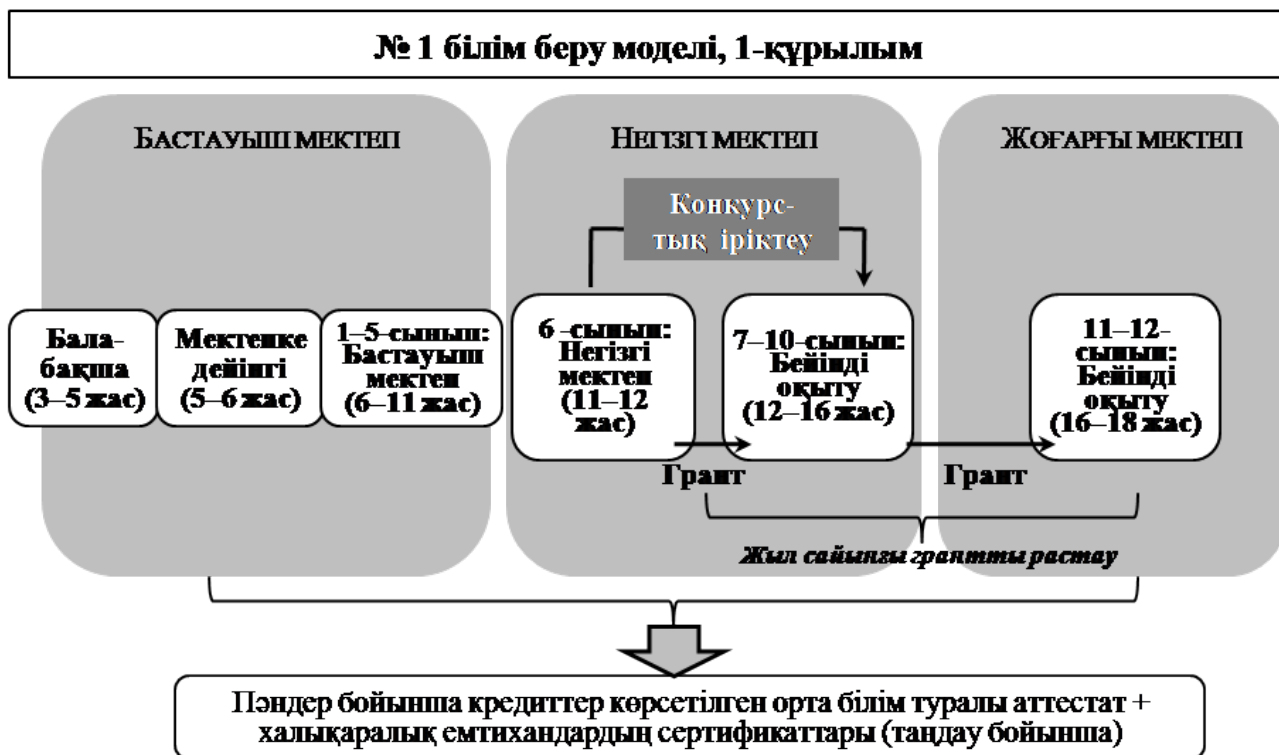 № 1 білім беру моделі, 1-құрылым
БАСТАУЫШ МЕКТЕП
НЕГІЗГІ МЕКТЕП
ЖОҒАРҒЫ МЕКТЕП
Конкурс-
тық іріктеу
Бала-
бақша
(3–5 жас)
Мектепке
дейінгі
(5–6 жас)
1–5-сынып:
Бастауыш
мектеп
(6–11 жас)
6 -сынып:
Негізгі
мектеп
(11–12
жас)
7–10-сынып:
Бейінді
оқыту
(12–16 жас)
11–12-
сынып:
Бейінді
оқыту
(16–18 жас)
Грант
Грант
Жыл сайынғы грантты растау
Пәндер бойынша кредиттер көрсетілген орта білім туралы аттестат +
халықаралық емтихандардың сертификаттары (таңдау бойынша)